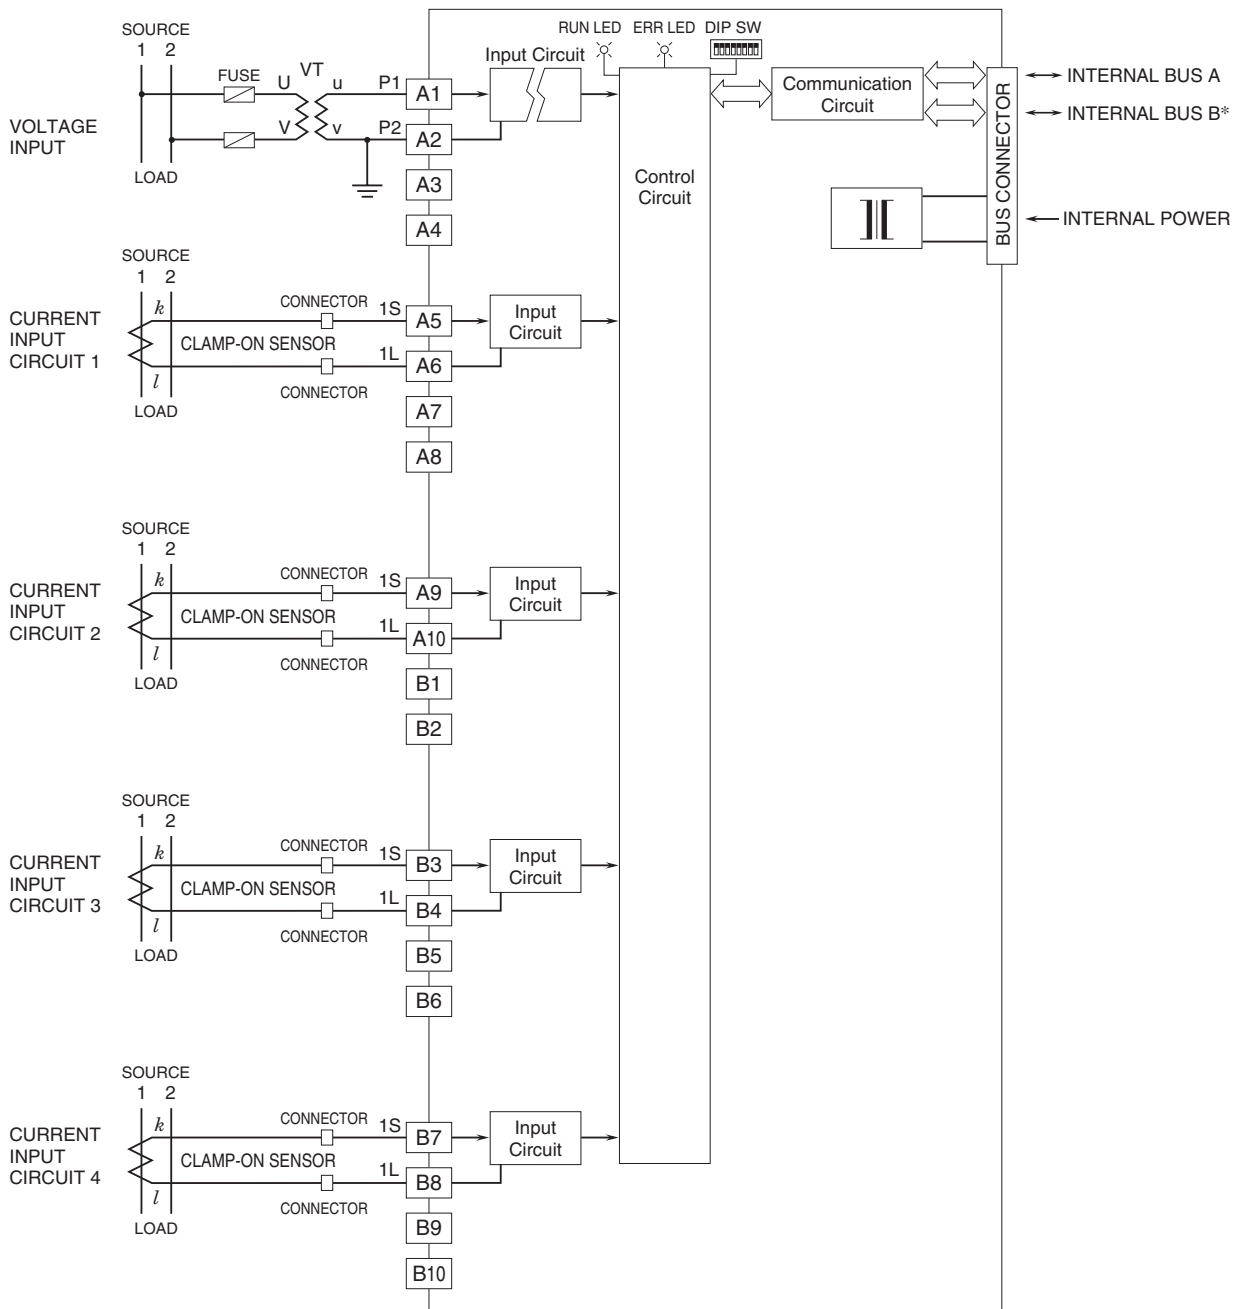 RUN LED ERR LED DIP SW
SOURCE
1 2
Input Circuit
FUSE U VT u P1 A1
V v P2 A2
VOLTAGE
INPUT
LOAD
A3
A4
Control
Circuit
Communication
Circuit
BUS CONNECTOR
INTERNAL BUS A
INTERNAL BUS B*
INTERNAL POWER
SOURCE
1 2
CURRENT
INPUT
CIRCUIT 1
k
CONNECTOR 1S A5
CLAMP-ON SENSOR
1L A6
l
CONNECTOR
LOAD
Input
Circuit
A7
A8
SOURCE
1 2
CURRENT
INPUT
CIRCUIT 2
k
CONNECTOR 1S A9
CLAMP-ON SENSOR
1L A10
l
CONNECTOR
LOAD
Input
Circuit
B1
B2
SOURCE
1 2
CURRENT
INPUT
CIRCUIT 3
k
CONNECTOR 1S B3
CLAMP-ON SENSOR
1L B4
l
CONNECTOR
LOAD
Input
Circuit
B5
B6
SOURCE
1 2
CURRENT
INPUT
CIRCUIT 4
k
CONNECTOR 1S B7
CLAMP-ON SENSOR
1L B8
l
CONNECTOR
LOAD
Input
Circuit
B9
B10